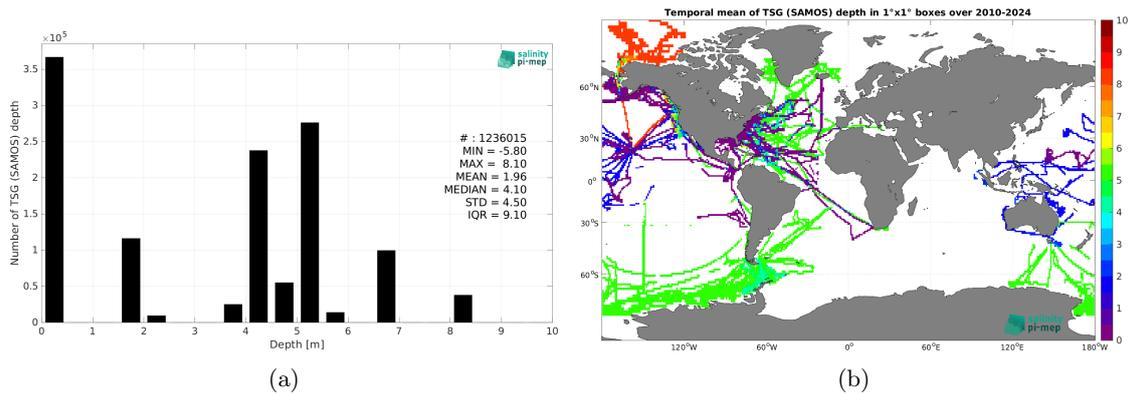 ×10⁵
3.5
3
2.5
2
1.5
1
0.5
0
0 1 2 3 4 5 6 7 8 9 10
Number of TSG (SAMOS) depth
Depth [m]
salinity
pi-mep
# : 1236015
MIN = -5.80
MAX = 8.10
MEAN = 1.96
MEDIAN = 4.10
STD = 4.50
IQR = 9.10
(a)
Temporal mean of TSG (SAMOS) depth in 1°x1° boxes over 2010-2024
60°N
30°N
0°
30°S
60°S
120°W 60°W 0° 60°E 120°E 180°W
salinity
pi-mep
10
9
8
7
6
5
4
3
2
1
0
(b)